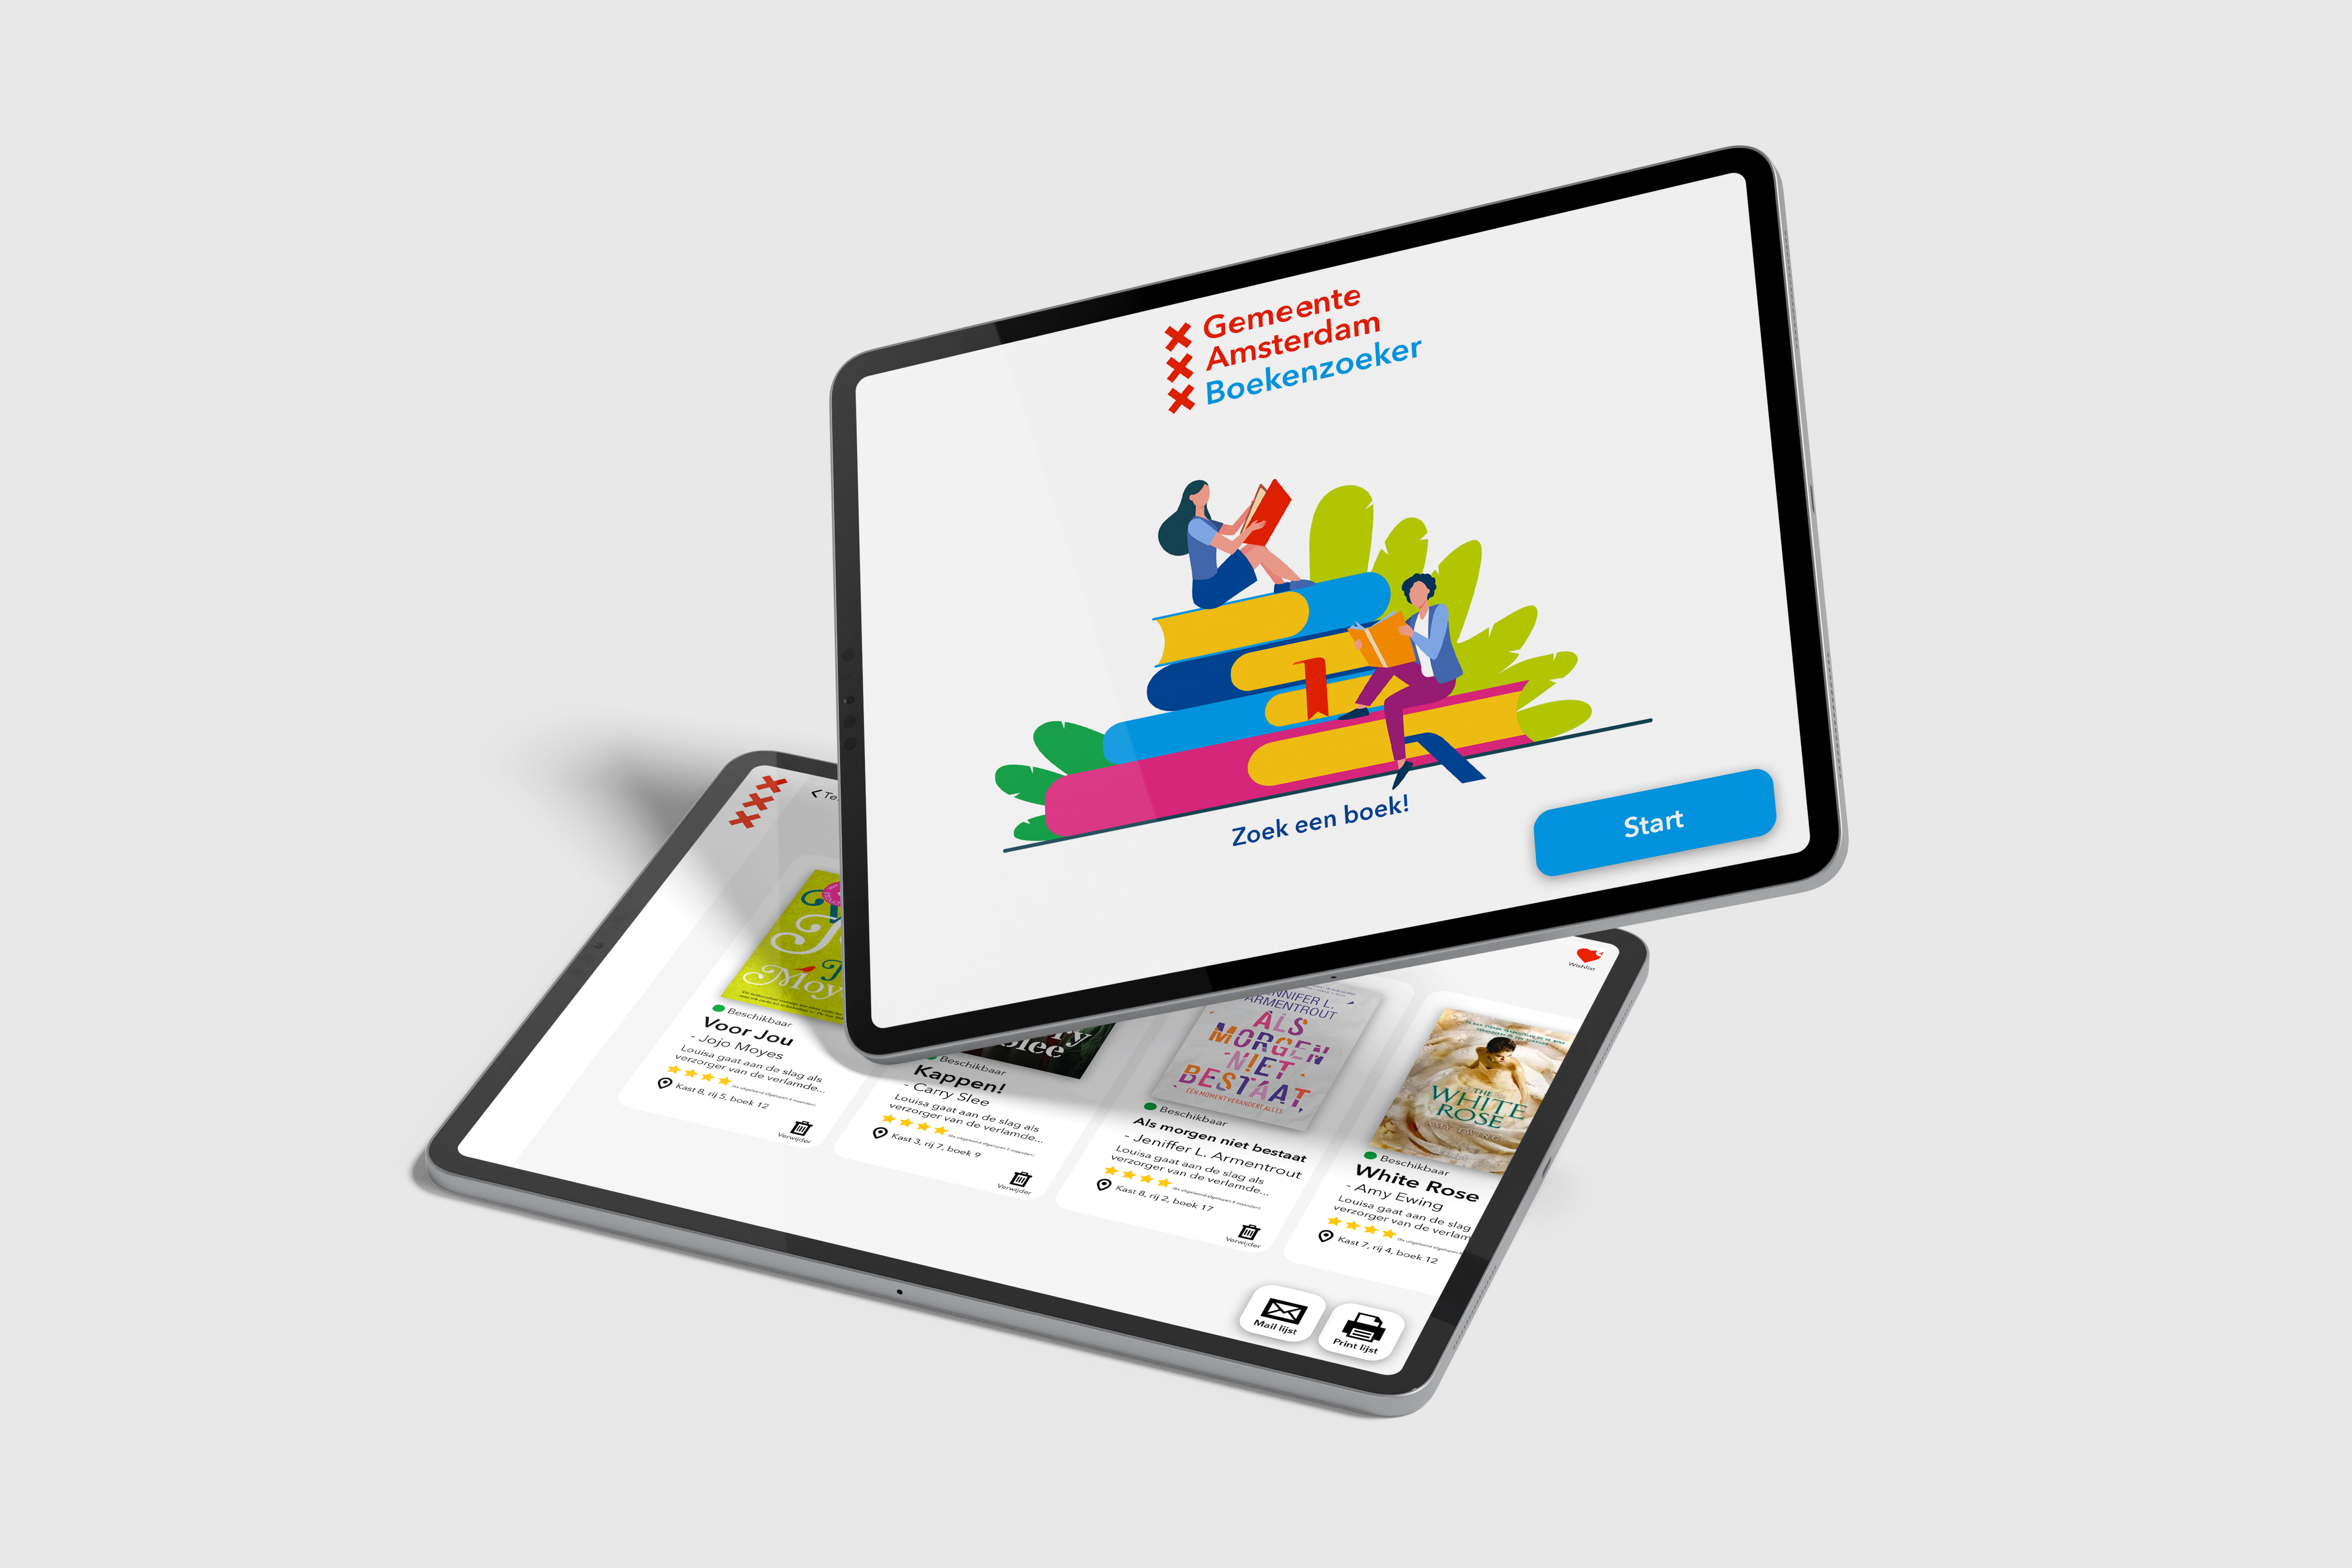 Gemeente
Amsterdam
Boekenzoeker
Zoek een boek!
Start
Wishlist
Moy
Beschikbaar
Voor Jou
- Jojo Moyes
Louisa gaat aan de slag als
verzorger van de verlamde...
Kast 8, rij 5, boek 12
Verwijder
ry
Slee
Beschikbaar
Kappen!
- Carry Slee
Louisa gaat aan de slag als
verzorger van de verlamde...
Kast 3, rij 7, boek 9
Verwijder
JENNIFER L.
ARMENTROUT
ALS
MORGEN
NIET
BESTAAT
EEN MOMENT VERANDERT ALLES
Beschikbaar
Als morgen niet bestaat
- Jeniffer L. Armentrout
Louisa gaat aan de slag als
verzorger van de verlamde...
Kast 8, rij 2, boek 17
Verwijder
THE
WHITE
ROSE
AMY EWING
Beschikbaar
White Rose
- Amy Ewing
Louisa gaat aan de slag
verzorger van de verlam
Kast 7, rij 4, boek 12
Mail lijst
Print lijst